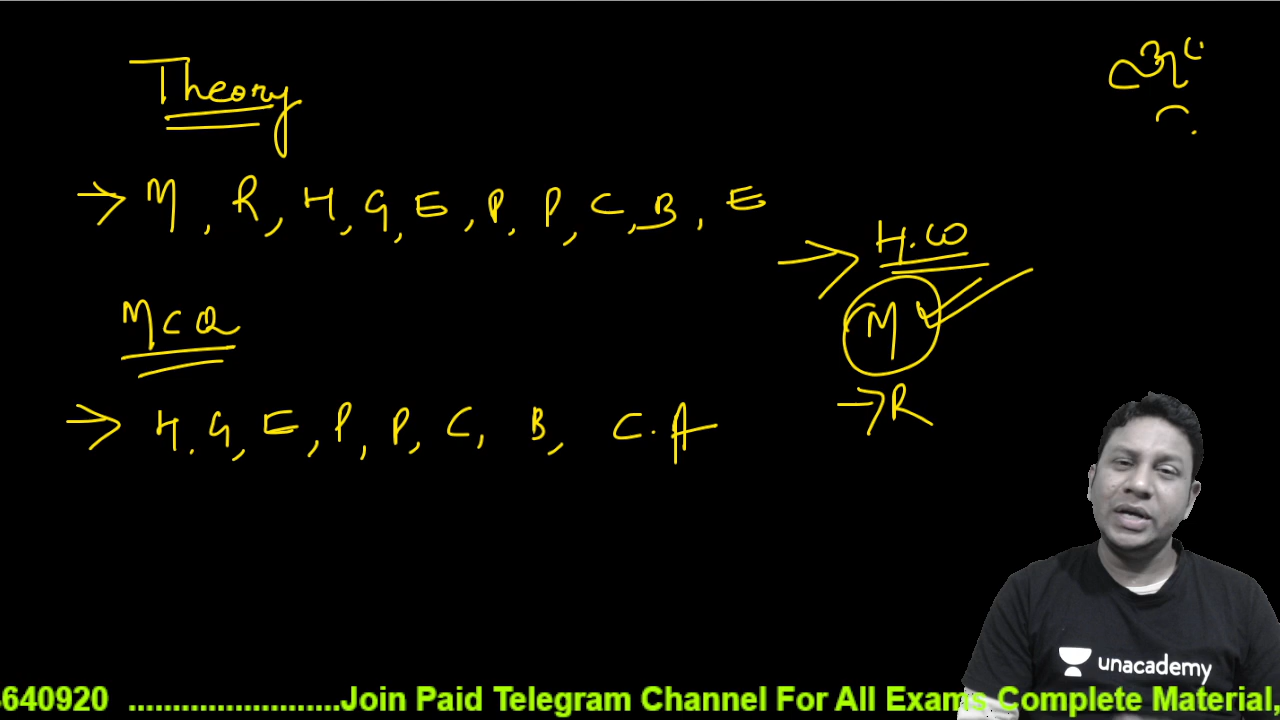 Theory
→ M, R, H, G, E, P, P, C, B, E
→ H.W
M
→ R
MCQ
→ H, G, E, P, P, C, B, C.A
unacademy
640920 ........................Join Paid Telegram Channel For All Exams Complete Material,